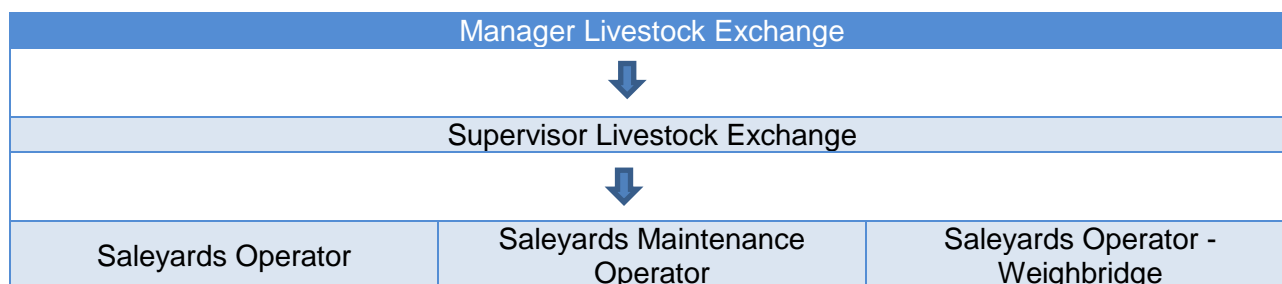 Manager Livestock Exchange
Supervisor Livestock Exchange
Saleyards Operator
Saleyards Maintenance
Operator
Saleyards Operator -
Weighbridge